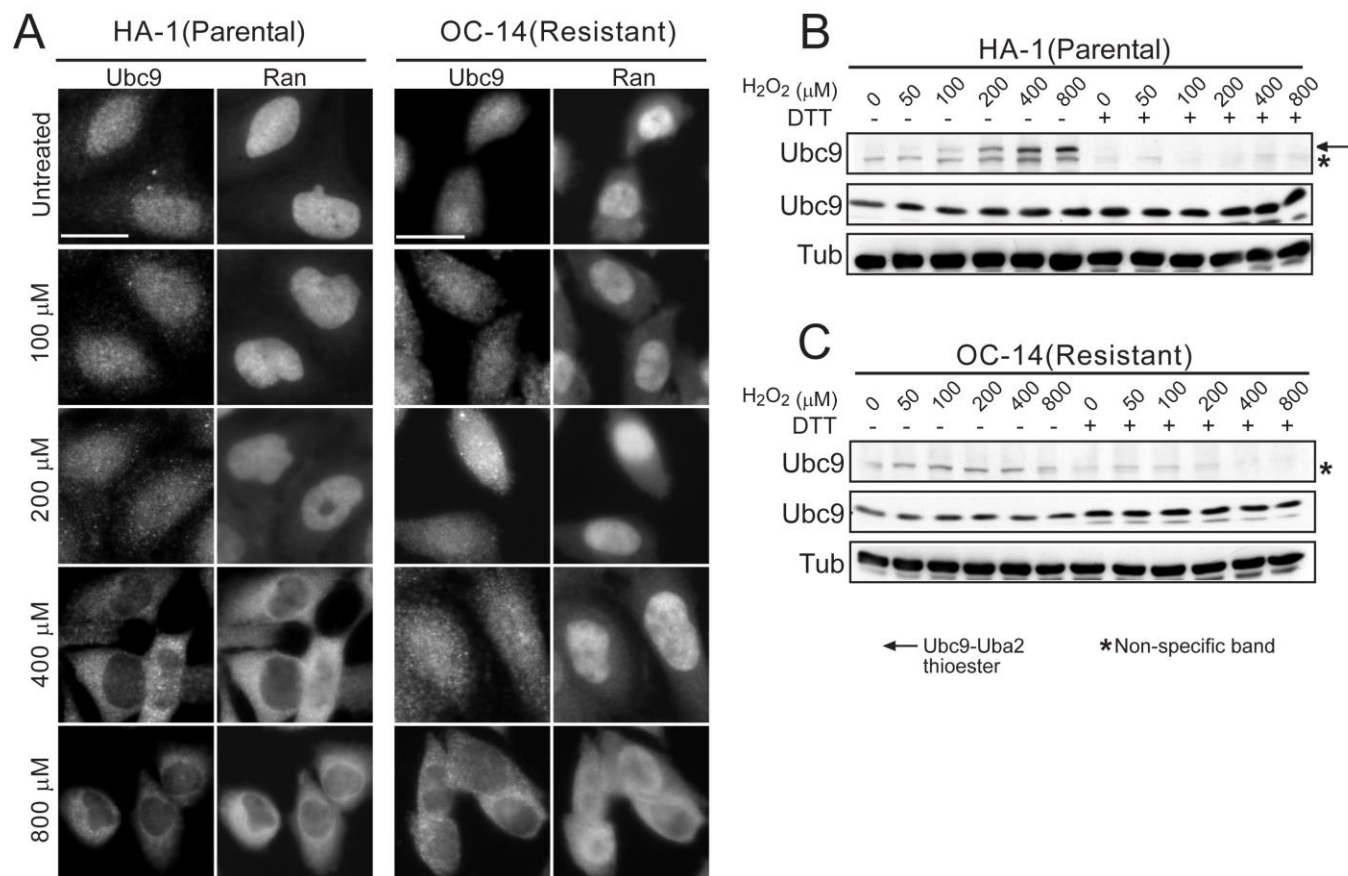 A
HA-1(Parental)
OC-14(Resistant)
Ubc9 Ran Ubc9 Ran
Untreated
100 μM
200 μM
400 μM
800 μM
B
HA-1(Parental)
H₂O₂ (μM) 0 50 100 200 400 800 0 50 100 200 400 800
DTT - - - - - - + + + + + +
Ubc9 *
Ubc9
Tub
C
OC-14(Resistant)
H₂O₂ (μM) 0 50 100 200 400 800 0 50 100 200 400 800
DTT - - - - - - + + + + + +
Ubc9 *
Ubc9
Tub
← Ubc9-Uba2
thioester
*Non-specific band